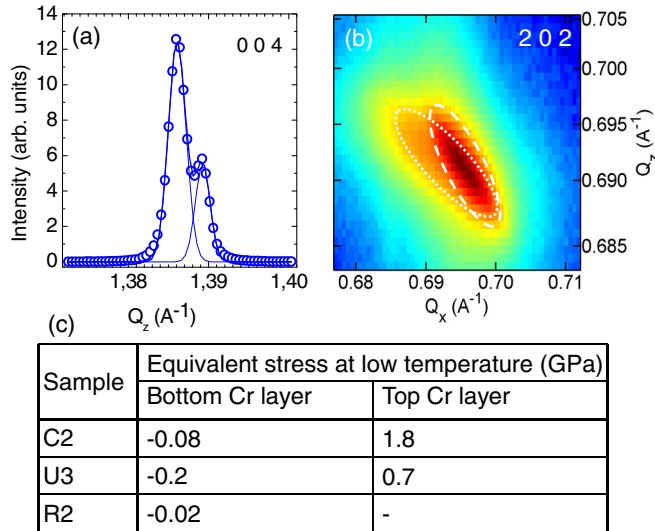 (a)
0 0 4
14
12
10
8
6
4
2
0
Intensity (arb. units)
1,38
1,39
1,40
Q_z (A⁻¹)
(b)
2 0 2
0.705
0.700
0.695
0.690
0.685
Q_z (A⁻¹)
0.68
0.69
0.70
0.71
Q_x (A⁻¹)
(c)
Sample Equivalent stress at low temperature (GPa)
Bottom Cr layer Top Cr layer
C2 -0.08 1.8
U3 -0.2 0.7
R2 -0.02 -